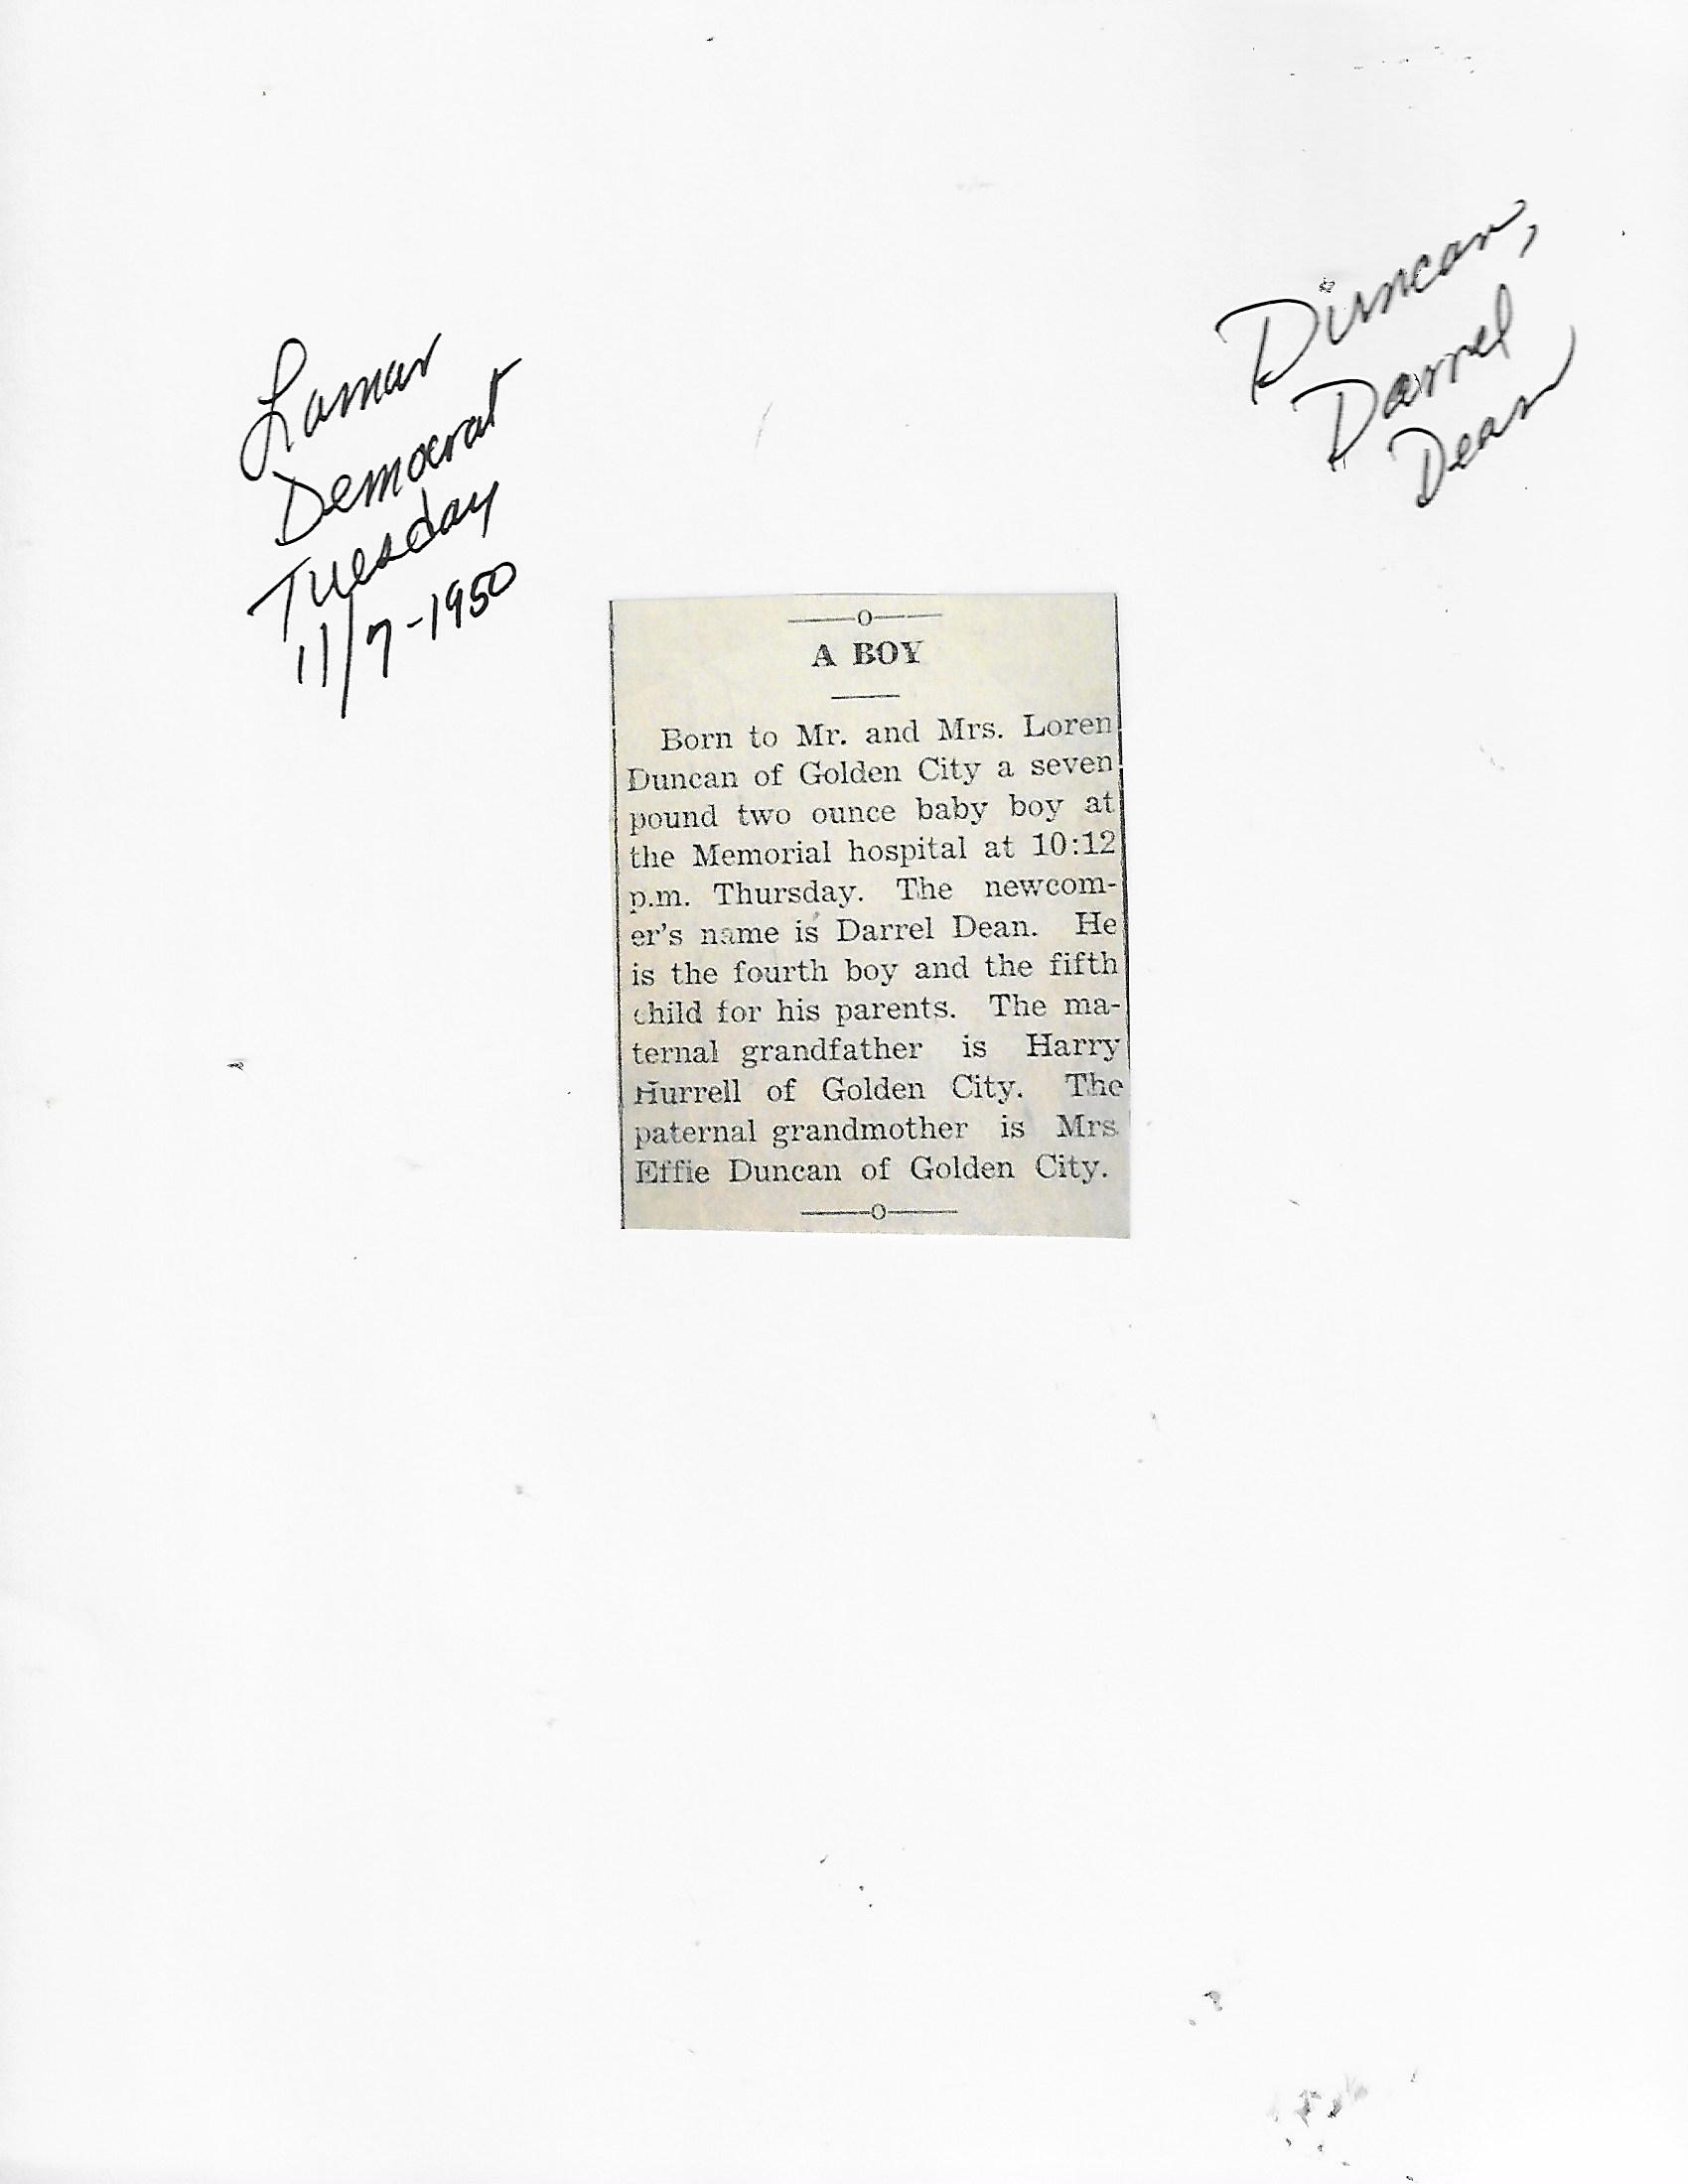 Duncan,
Darrel
Dean
Lamar
Democrat
Tuesday
11/7-1950
A BOY
Born to Mr. and Mrs. Loren
Duncan of Golden City a seven
pound two ounce baby boy at
the Memorial hospital at 10:12
p.m. Thursday. The newcom-
er's name is Darrel Dean. He
is the fourth boy and the fifth
child for his parents. The ma-
ternal grandfather is Harry
Hurrell of Golden City. The
paternal grandmother is Mrs.
Effie Duncan of Golden City.